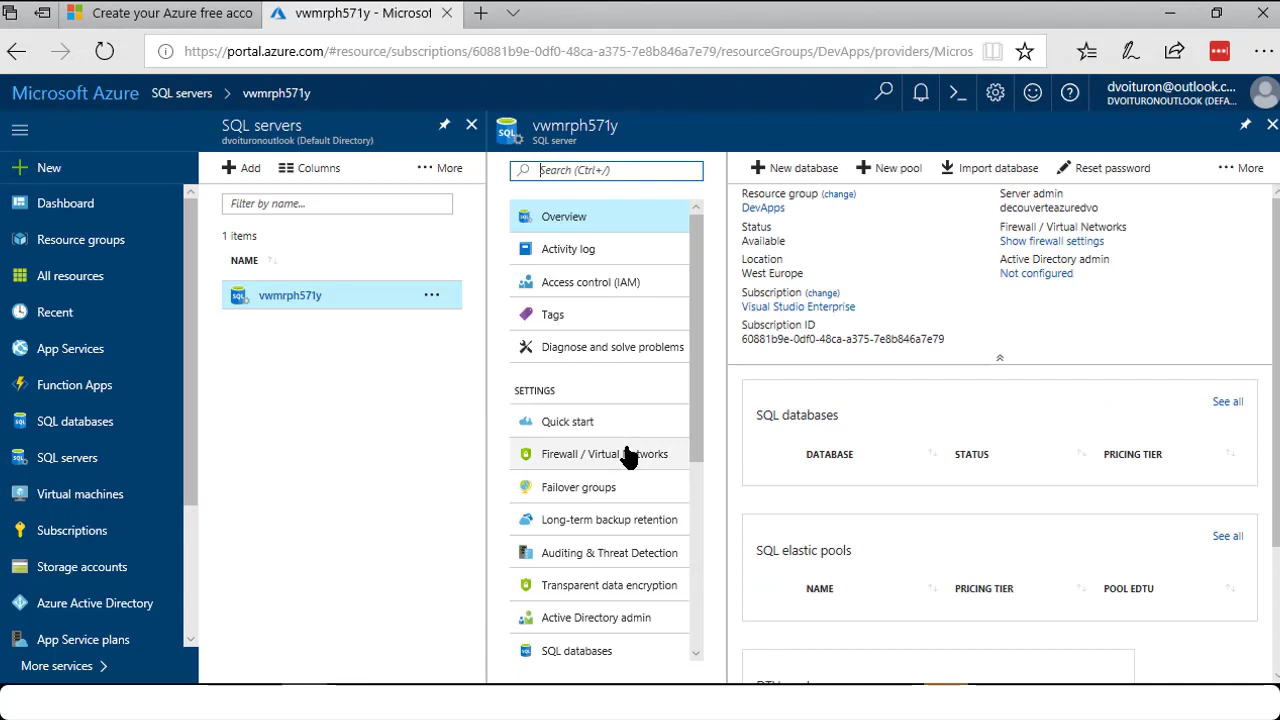 Create your Azure free acco
vwmrph571y - Microsof
https://portal.azure.com/#resource/subscriptions/60881b9e-0df0-48ca-a375-7e8b846a7e79/resourceGroups/DevApps/providers/Micros
Microsoft Azure
SQL servers
vwmrph571y
dvoituron@outlook.c...
DVOITURONOUTLOOK (DEFA...
SQL servers
dvoituronoutlook (Default Directory)
SQL
vwmrph571y
SQL server
New
Dashboard
Resource groups
All resources
Recent
App Services
Function Apps
SQL databases
SQL servers
Virtual machines
Subscriptions
Storage accounts
Azure Active Directory
App Service plans
More services
Add
Columns
More
Filter by name...
1 items
NAME
SQL
vwmrph571y
Search (Ctrl+/)
Overview
Activity log
Access control (IAM)
Tags
Diagnose and solve problems
SETTINGS
Quick start
Firewall / Virtual
Failover groups
Long-term backup retention
Auditing & Threat Detection
Transparent data encryption
Active Directory admin
SQL databases
New database
New pool
Import database
Reset password
More
Resource group (change)
DevApps
Status
Available
Location
West Europe
Subscription (change)
Visual Studio Enterprise
Subscription ID
60881b9e-0df0-48ca-a375-7e8b846a7e79
Server admin
decouverteazuredvo
Firewall / Virtual Networks
Show firewall settings
Active Directory admin
Not configured
SQL databases
See all
DATABASE
STATUS
PRICING TIER
SQL elastic pools
See all
NAME
PRICING TIER
POOL EDTU